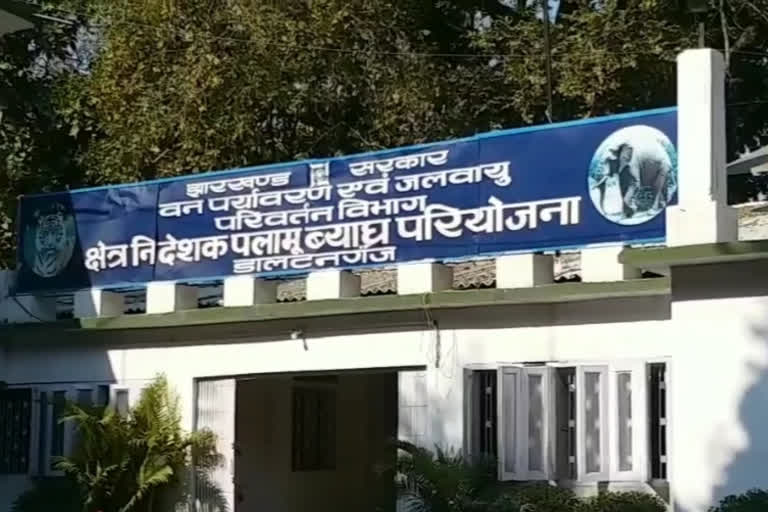 झारखण्ड सरकार
वन पर्यावरण एवं जलवायु
परिवर्तन विभाग
क्षेत्र निदेशक पलामू ब्याघ्र परियोजना
डालटनगंज